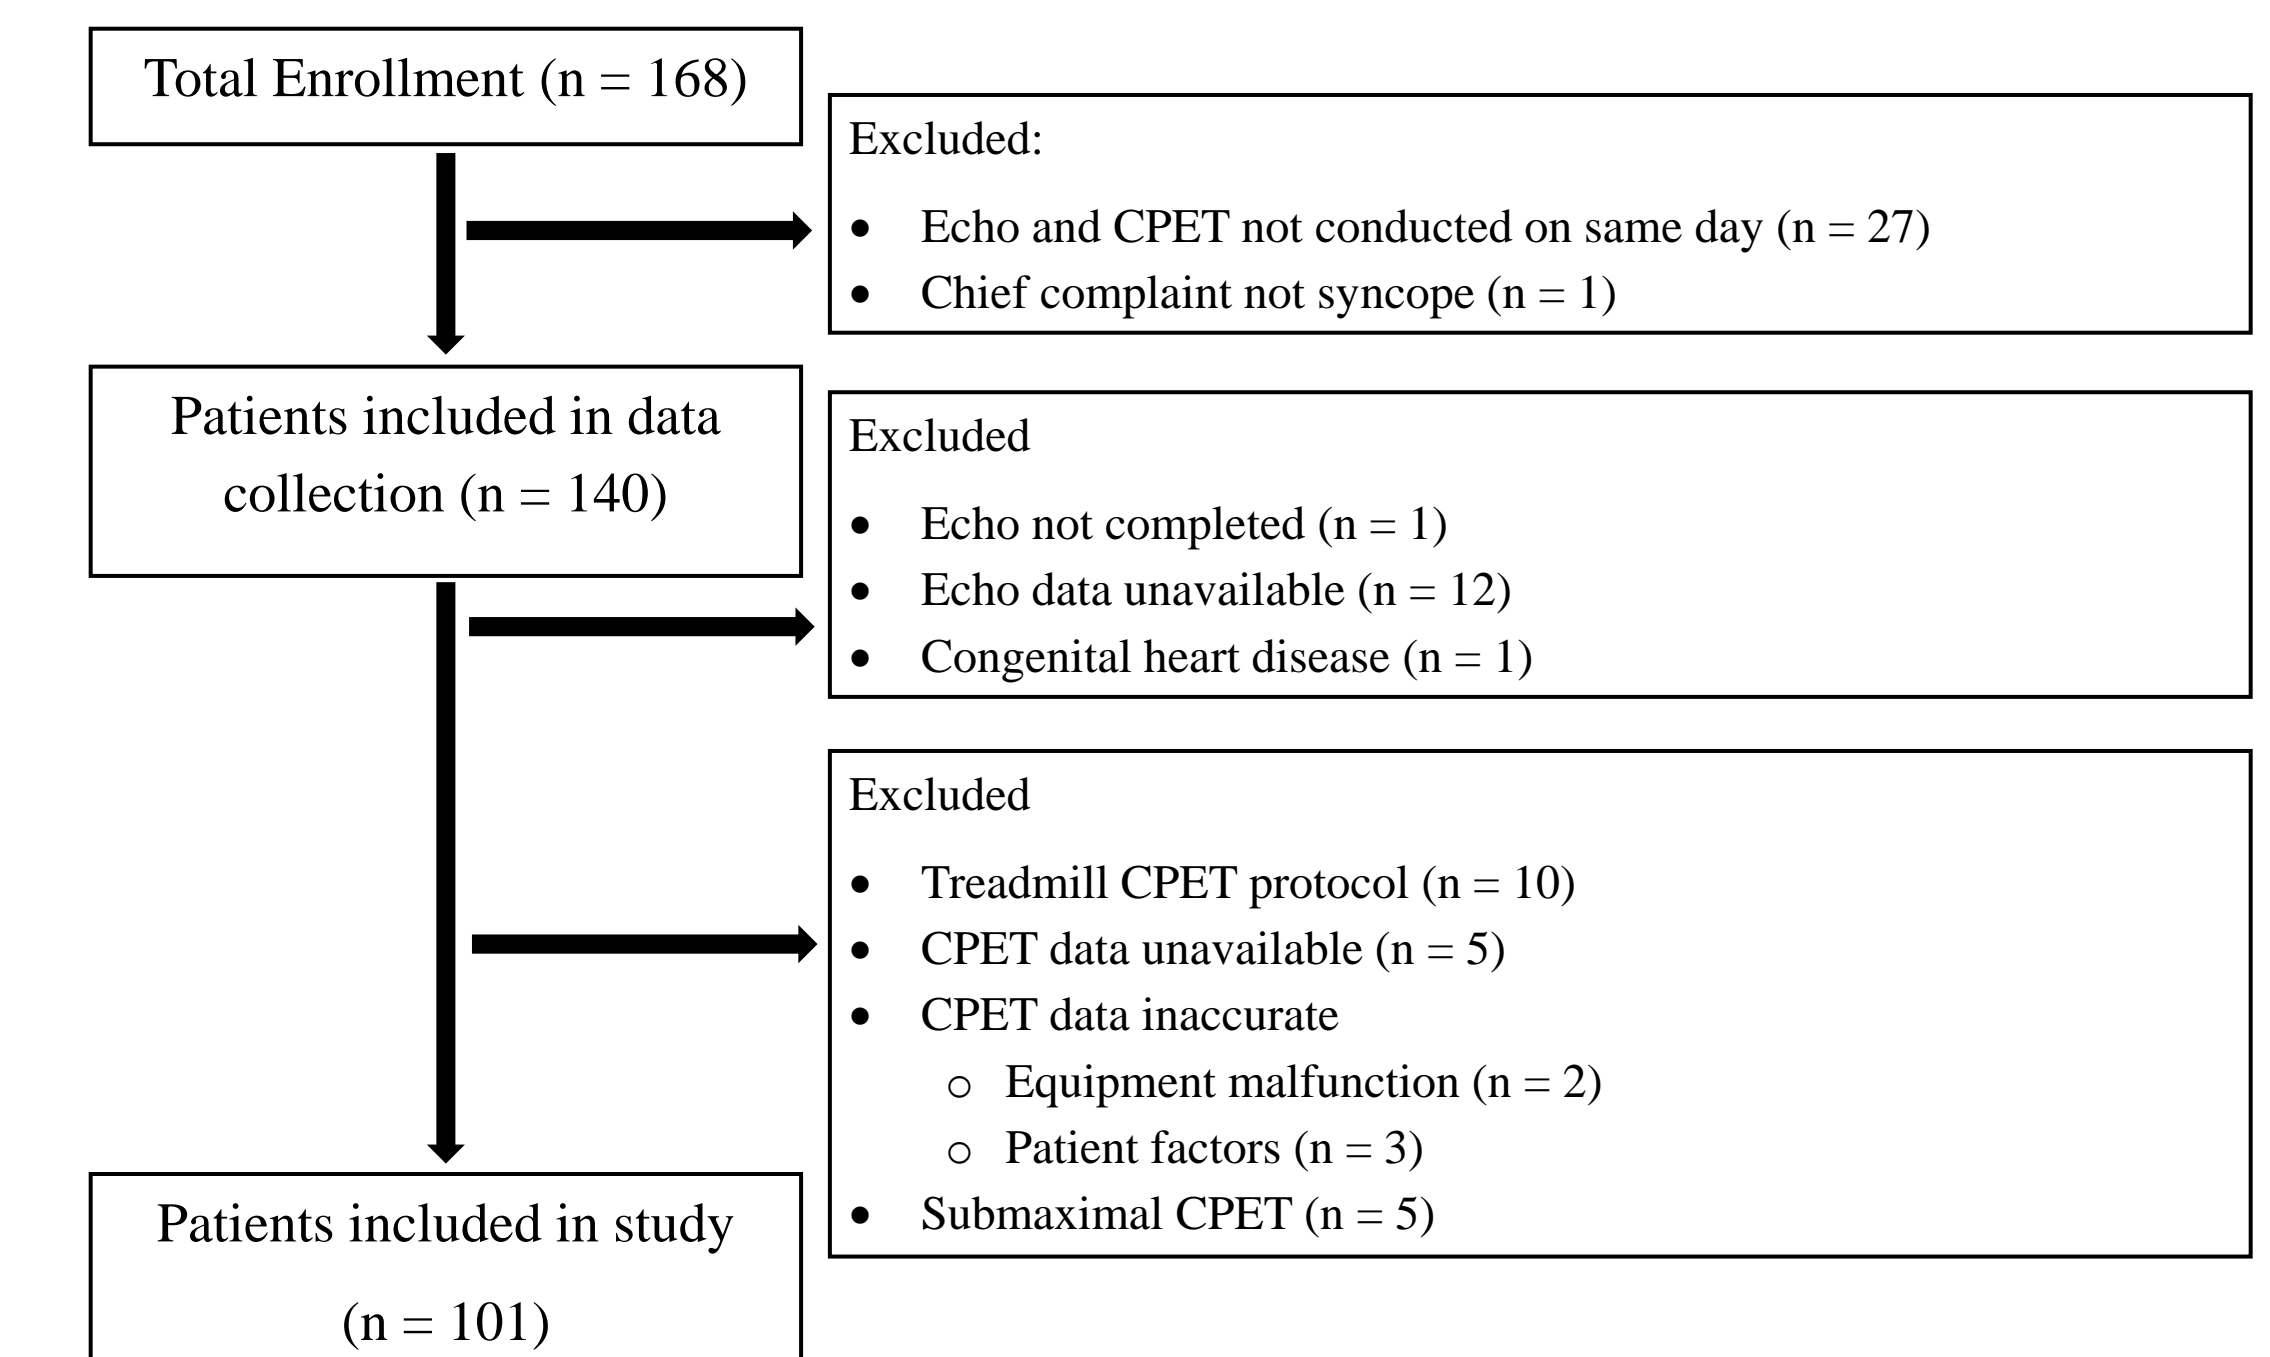 Total Enrollment (n = 168)
Excluded:
• Echo and CPET not conducted on same day (n = 27)
• Chief complaint not syncope (n = 1)
Patients included in data
collection (n = 140)
Excluded
• Echo not completed (n = 1)
• Echo data unavailable (n = 12)
• Congenital heart disease (n = 1)
Excluded
• Treadmill CPET protocol (n = 10)
• CPET data unavailable (n = 5)
• CPET data inaccurate
o Equipment malfunction (n = 2)
o Patient factors (n = 3)
• Submaximal CPET (n = 5)
Patients included in study
(n = 101)